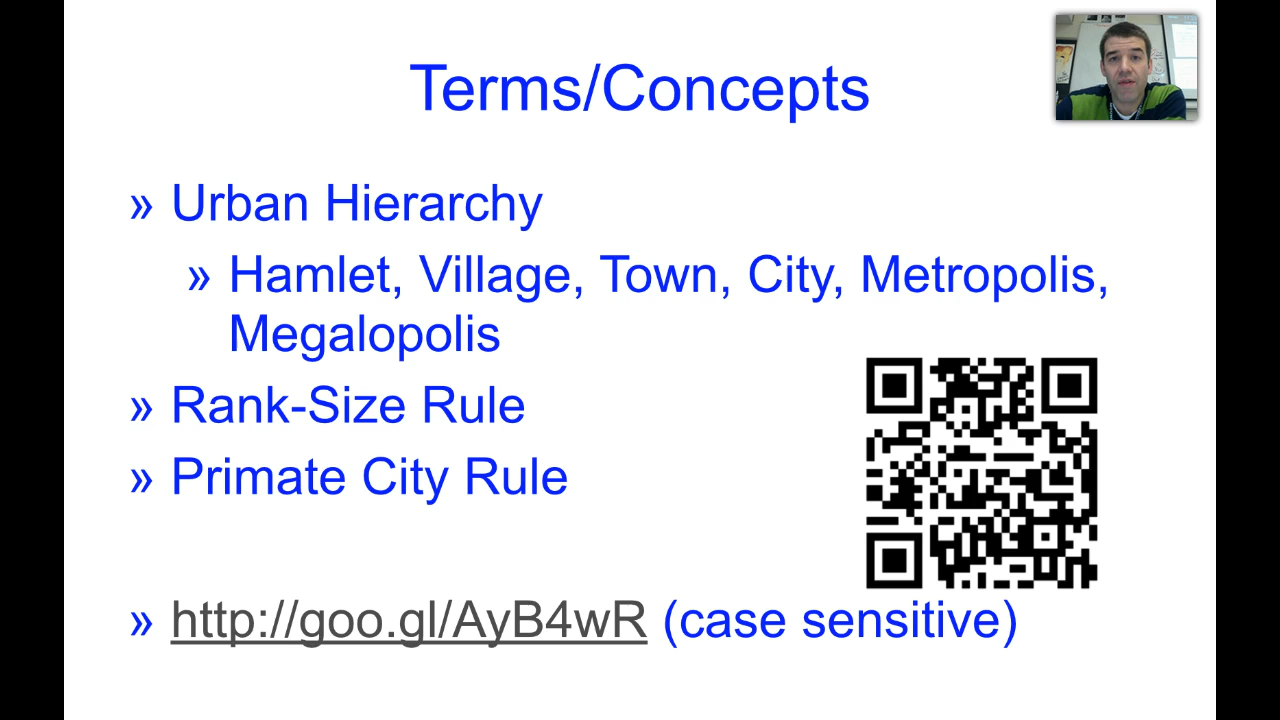 Terms/Concepts
» Urban Hierarchy
» Hamlet, Village, Town, City, Metropolis,
Megalopolis
» Rank-Size Rule
» Primate City Rule
» http://goo.gl/AyB4wR (case sensitive)